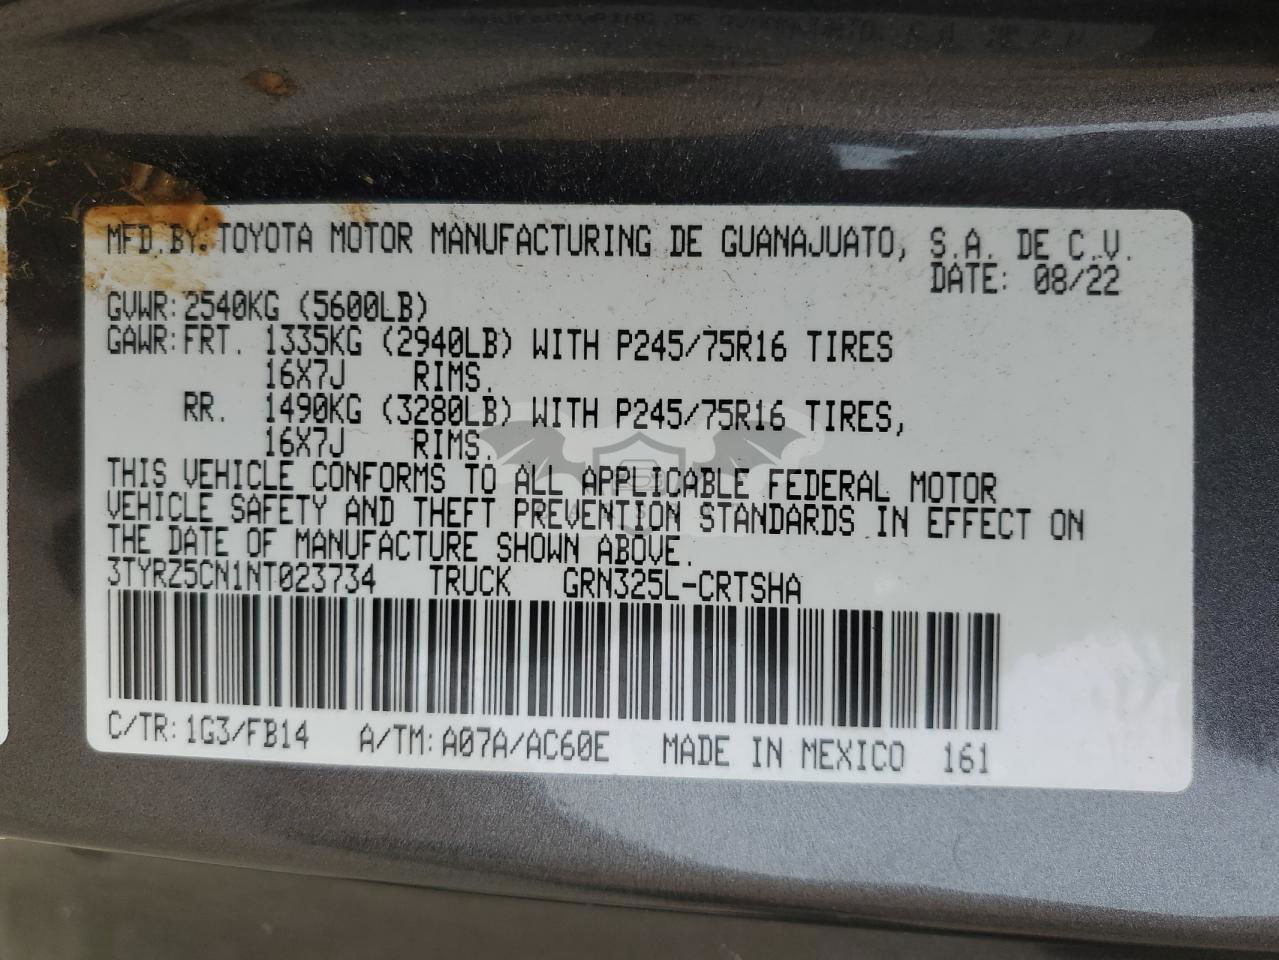 MFD.BY.TOYOTA MOTOR MANUFACTURING DE GUANAJUATO, S.A. DE C.V.
DATE: 08/22
GVWR:2540KG (5600LB)
GAWR:FRT. 1335KG (2940LB) WITH P245/75R16 TIRES
16X7J RIMS.
RR. 1490KG (3280LB) WITH P245/75R16 TIRES,
16X7J RIMS.
THIS VEHICLE CONFORMS TO ALL APPLICABLE FEDERAL MOTOR
VEHICLE SAFETY AND THEFT PREVENTION STANDARDS IN EFFECT ON
THE DATE OF MANUFACTURE SHOWN ABOVE.
3TYRZ5CN1NT023734 TRUCK GRN325L-CRTSHA
C/TR:1G3/FB14 A/TM:A07A/AC60E MADE IN MEXICO 161